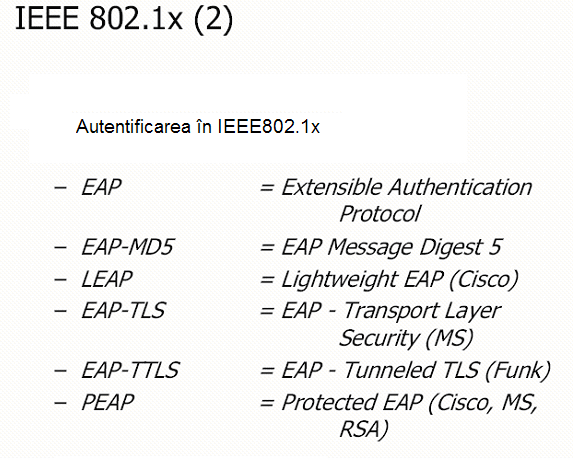 IEEE 802.1x (2)
Autentificarea în IEEE802.1x
– EAP = Extensible Authentication
Protocol
– EAP-MD5 = EAP Message Digest 5
– LEAP = Lightweight EAP (Cisco)
– EAP-TLS = EAP - Transport Layer
Security (MS)
– EAP-TTLS = EAP - Tunneled TLS (Funk)
– PEAP = Protected EAP (Cisco, MS,
RSA)